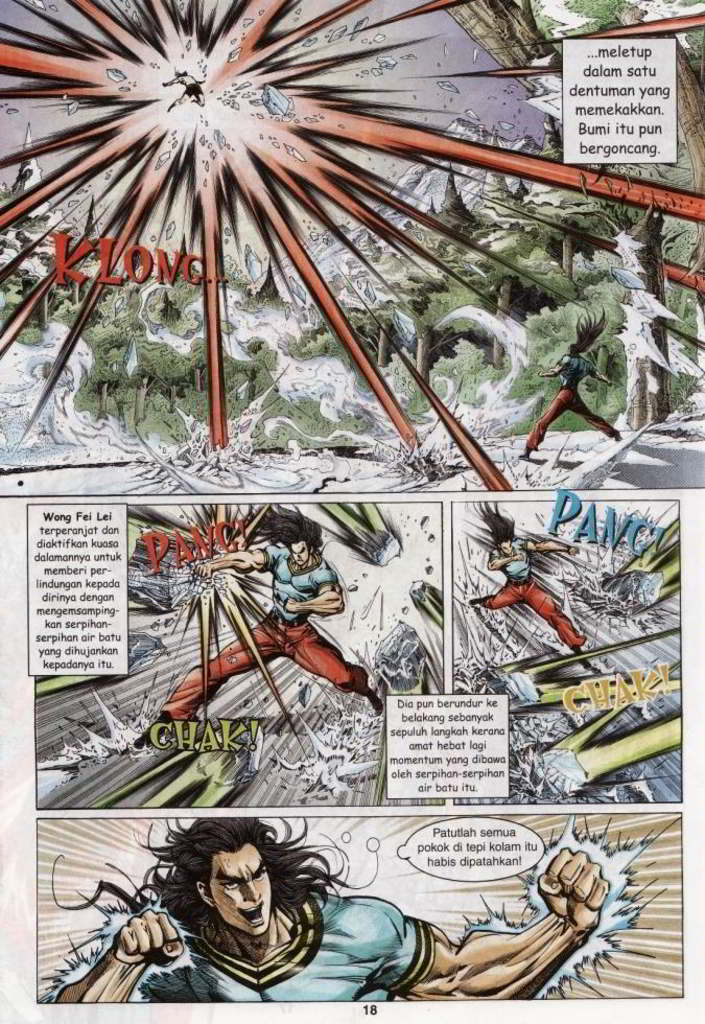 ...meletup
dalam satu
dentuman yang
memekakkan.
Bumi itu pun
bergoncang.
KLONG...
Wong Fei Lei
terperanjat dan
diaktifkan kuasa
dalamannya untuk
memberi per-
lindungan kepada
dirinya dengan
mengemsamping-
kan serpihan-
serpihan air batu
yang dihujankan
kepadanya itu.
PANG!
CHAK!
Dia pun berundur ke
belakang sebanyak
sepuluh langkah kerana
amat hebat lagi
momentum yang dibawa
oleh serpihan-serpihan
air batu itu.
PANG!
CHAK!
Patutlah semua
pokok di tepi kolam itu
habis dipatahkan!
18